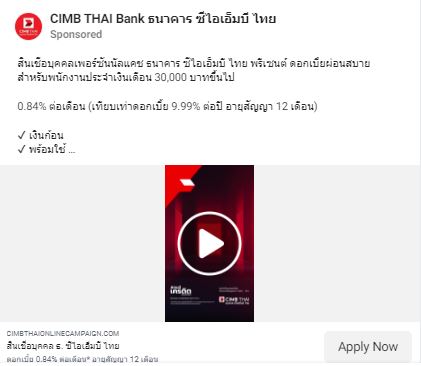 CIMB THAI Bank ธนาคาร ซีไอเอ็มบี ไทย
Sponsored
สินเชื่อบุคคลเพอร์ซันนัลแคช ธนาคาร ซีไอเอ็มบี ไทย พรีเซนต์ ดอกเบี้ยผ่อนสบาย
สำหรับพนักงานประจำเงินเดือน 30,000 บาทขึ้นไป
0.84% ต่อเดือน (เทียบเท่าดอกเบี้ย 9.99% ต่อปี อายุสัญญา 12 เดือน)
✓ เงินก้อน
✓ พร้อมใช้ ...
เครดิต
CIMB THAI
CIMBTHAIONLINECAMPAIGN.COM
สินเชื่อบุคคล ธ. ซีไอเอ็มบี ไทย
ดอกเบี้ย 0.84% ต่อเดือน* อายุสัญญา 12 เดือน
Apply Now